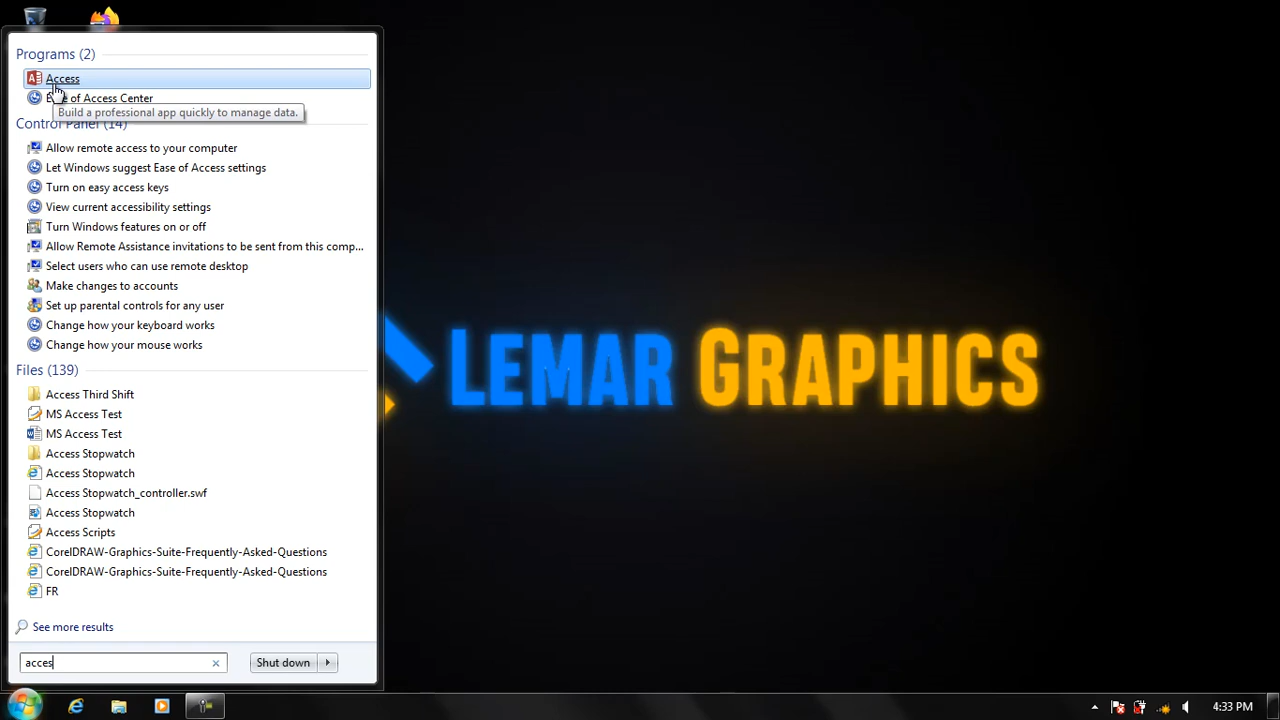 Programs (2)
Access
Ease of Access Center
Build a professional app quickly to manage data.
Control Panel (14)
Allow remote access to your computer
Let Windows suggest Ease of Access settings
Turn on easy access keys
View current accessibility settings
Turn Windows features on or off
Allow Remote Assistance invitations to be sent from this comp...
Select users who can use remote desktop
Make changes to accounts
Set up parental controls for any user
Change how your keyboard works
Change how your mouse works
Files (139)
Access Third Shift
MS Access Test
MS Access Test
Access Stopwatch
Access Stopwatch
Access Stopwatch_controller.swf
Access Stopwatch
Access Scripts
CorelDRAW-Graphics-Suite-Frequently-Asked-Questions
CorelDRAW-Graphics-Suite-Frequently-Asked-Questions
FR
See more results
acces
Shut down
LEMAR GRAPHICS
4:33 PM